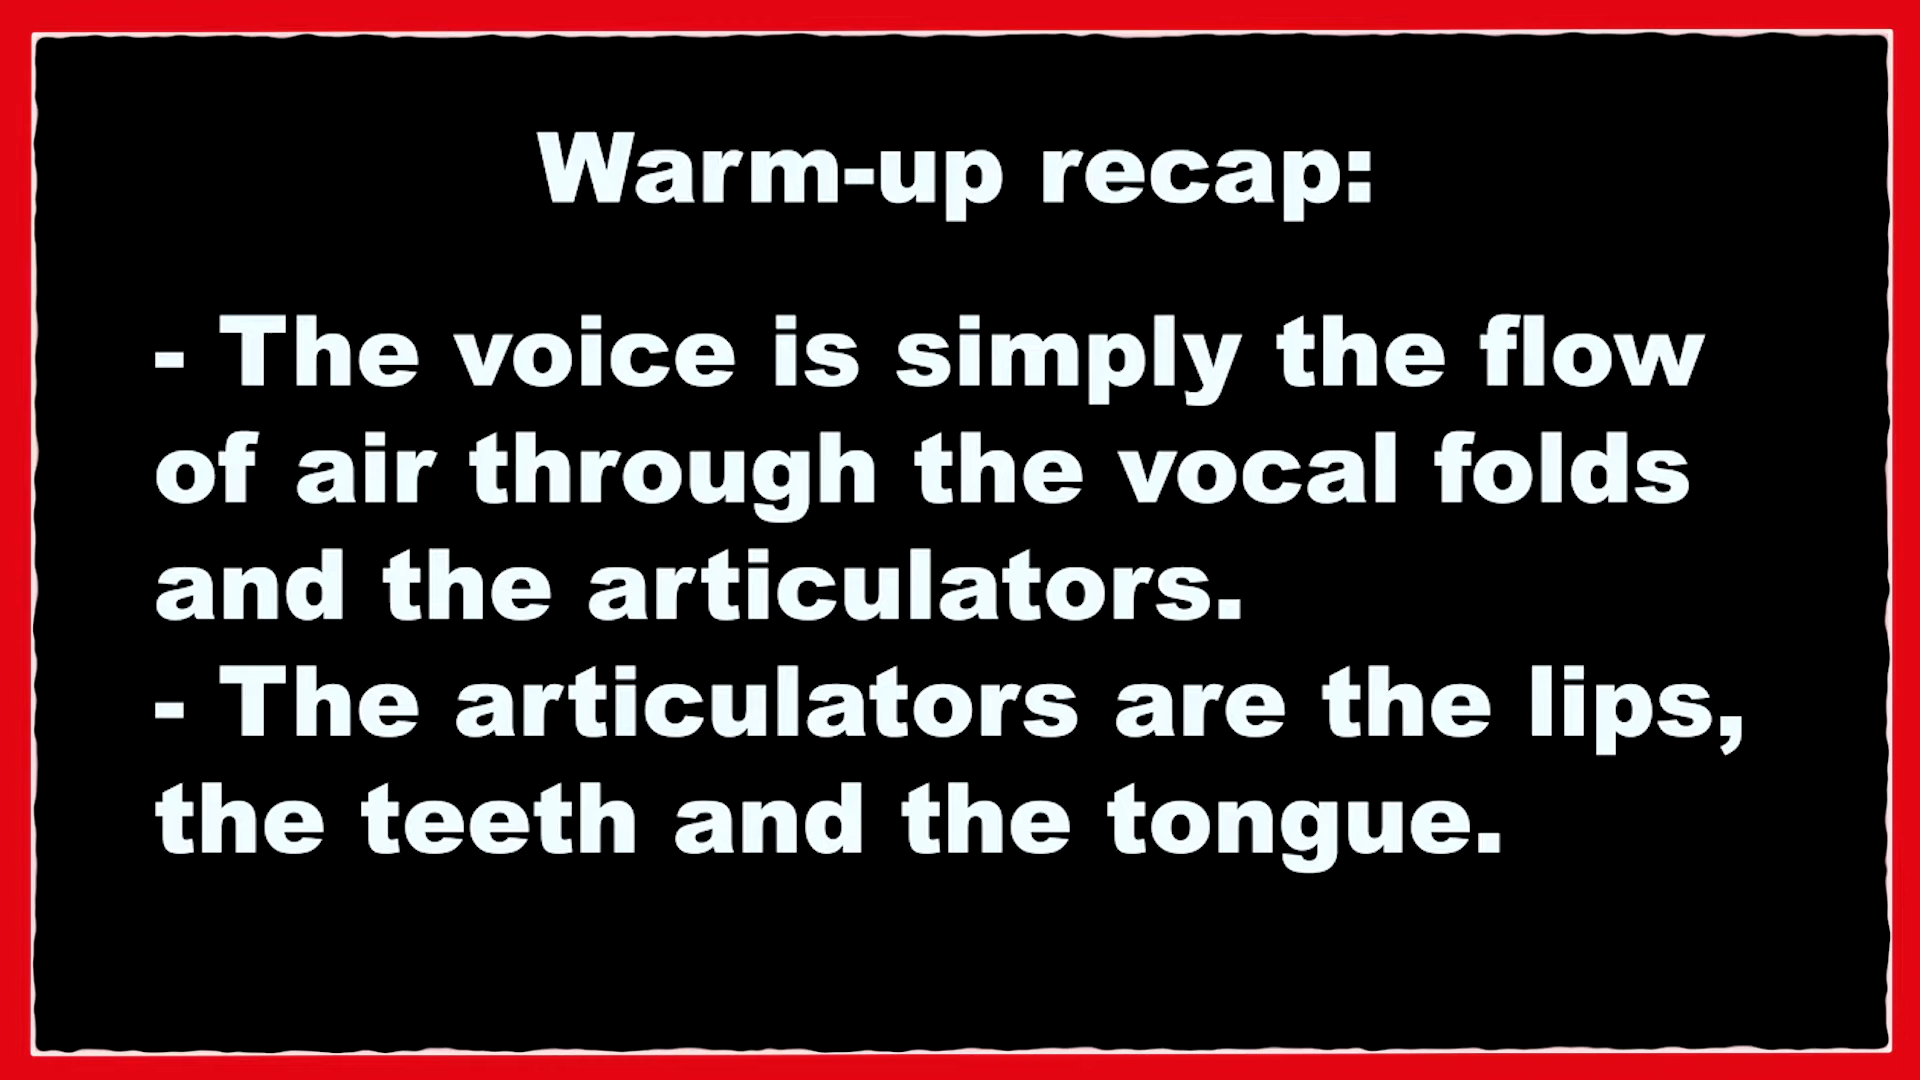 Warm-up recap:
- The voice is simply the flow
of air through the vocal folds
and the articulators.
- The articulators are the lips,
the teeth and the tongue.